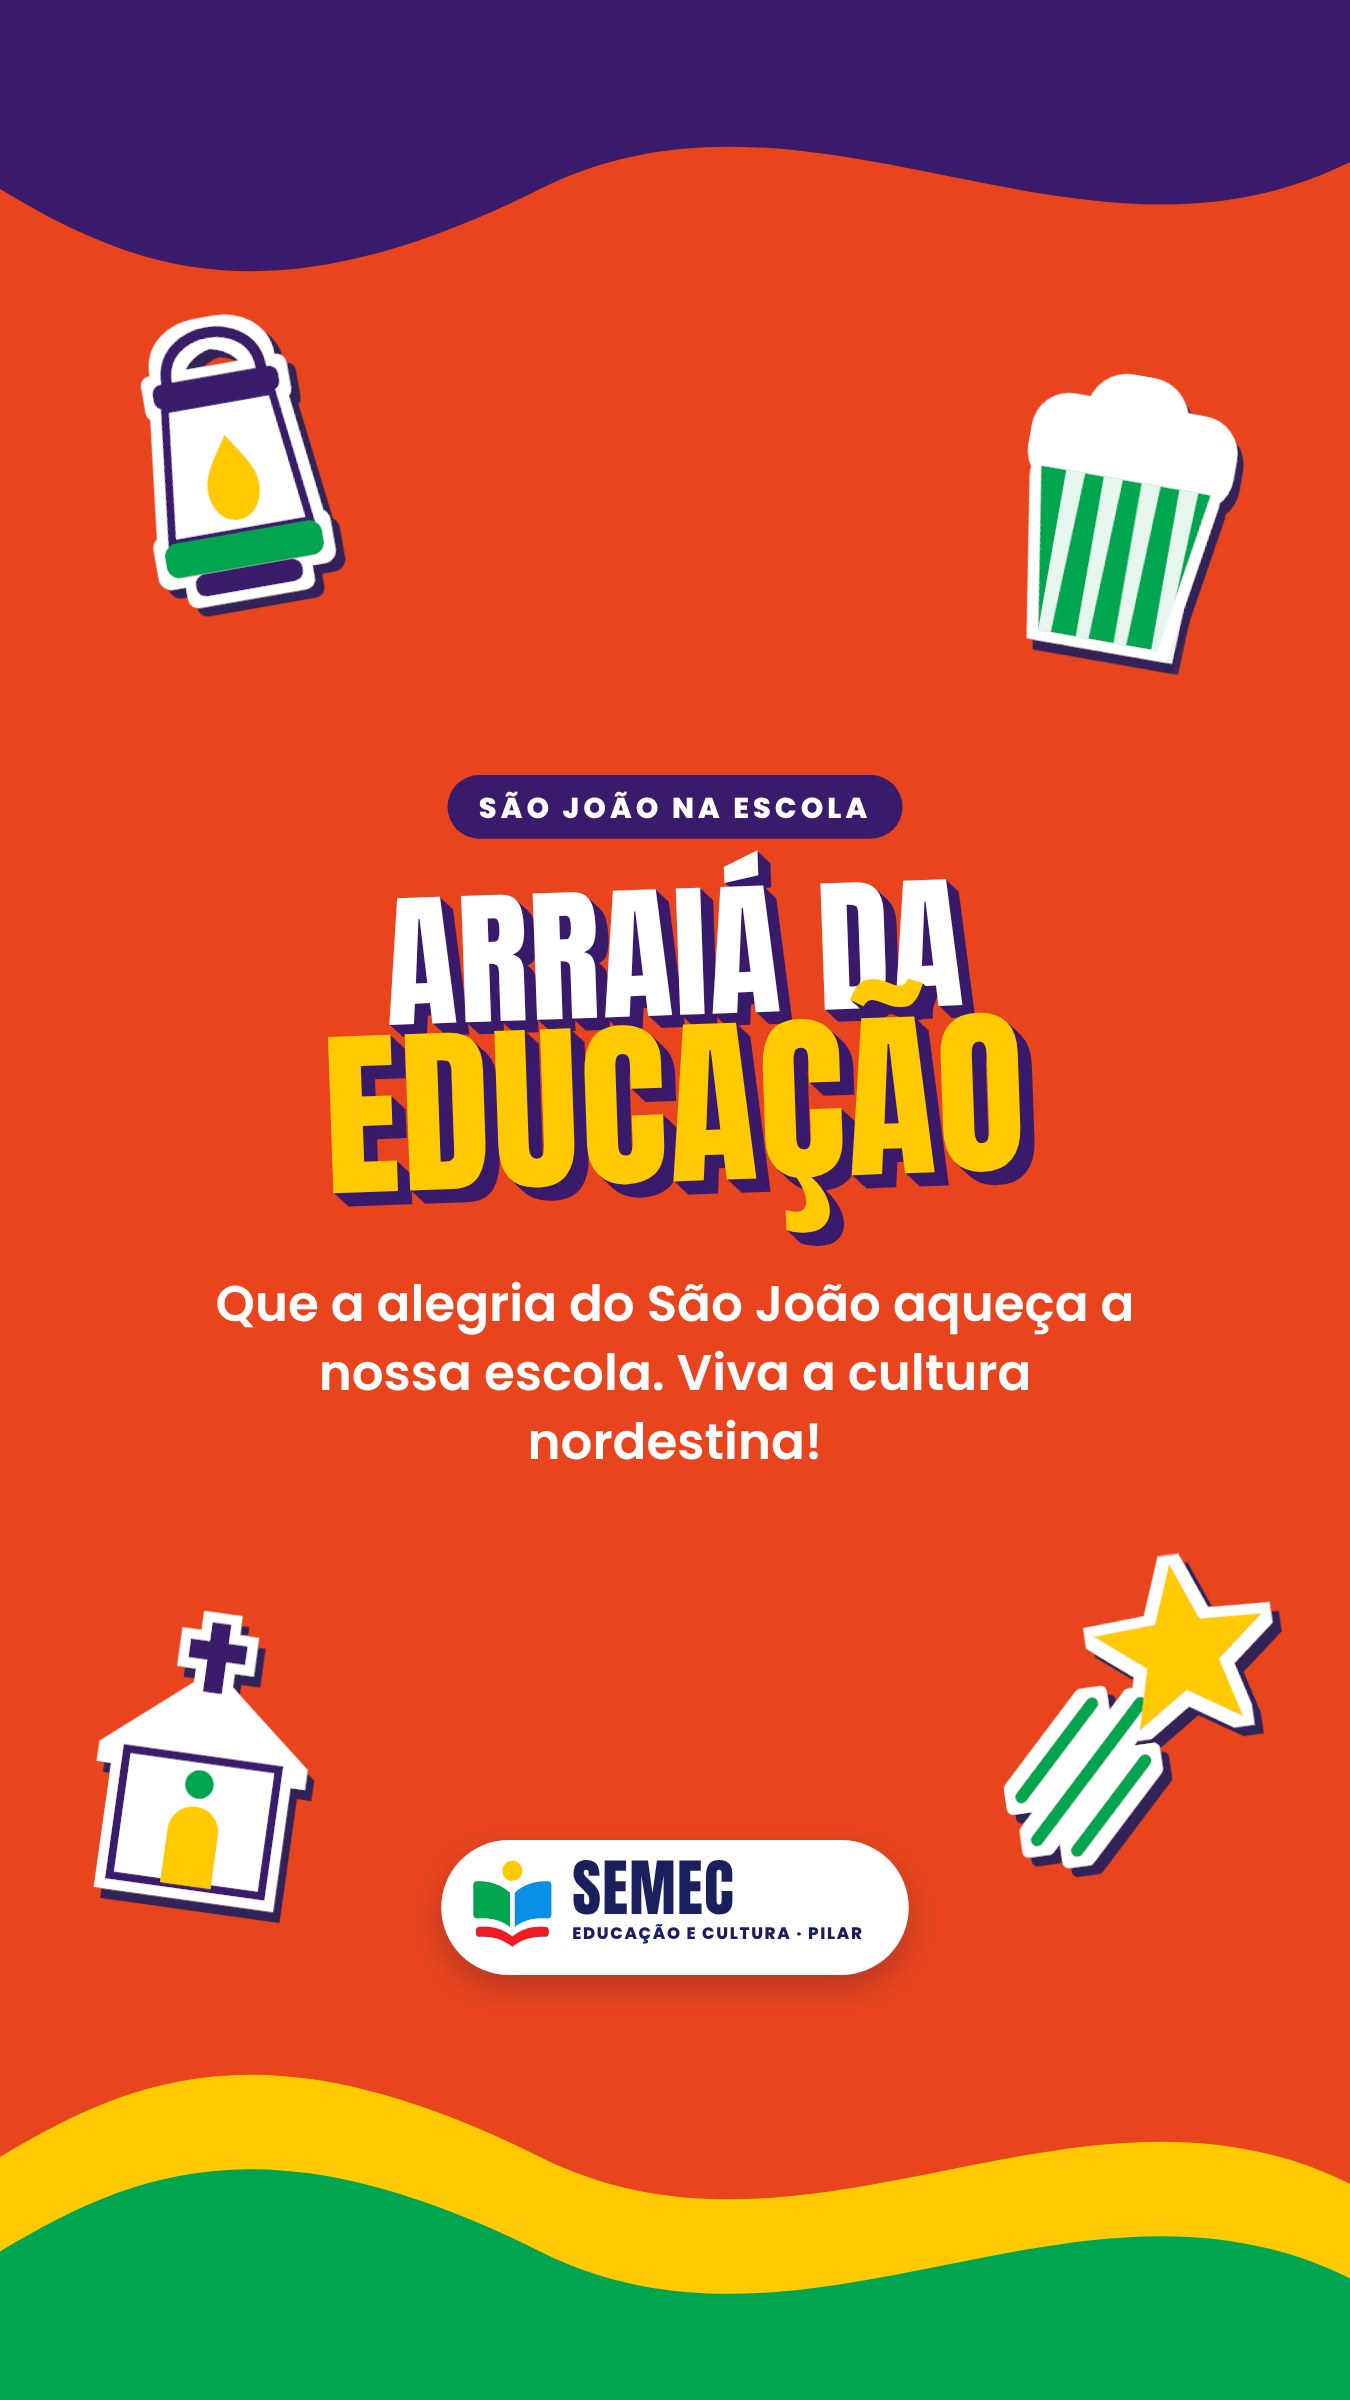 SÃO JOÃO NA ESCOLA
ARRAIÁ DA
EDUCAÇÃO
Que a alegria do São João aqueça a
nossa escola. Viva a cultura
nordestina!
SEMEC
EDUCAÇÃO E CULTURA · PILAR